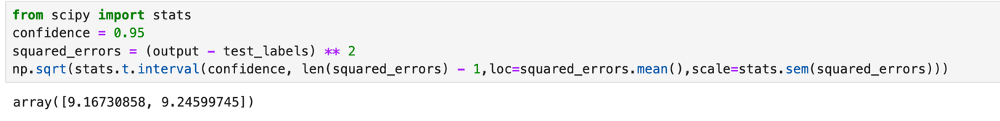 from scipy import stats
confidence = 0.95
squared_errors = (output - test_labels) ** 2
np.sqrt(stats.t.interval(confidence, len(squared_errors) - 1,loc=squared_errors.mean(),scale=stats.sem(squared_errors)))
array([9.16730858, 9.24599745])